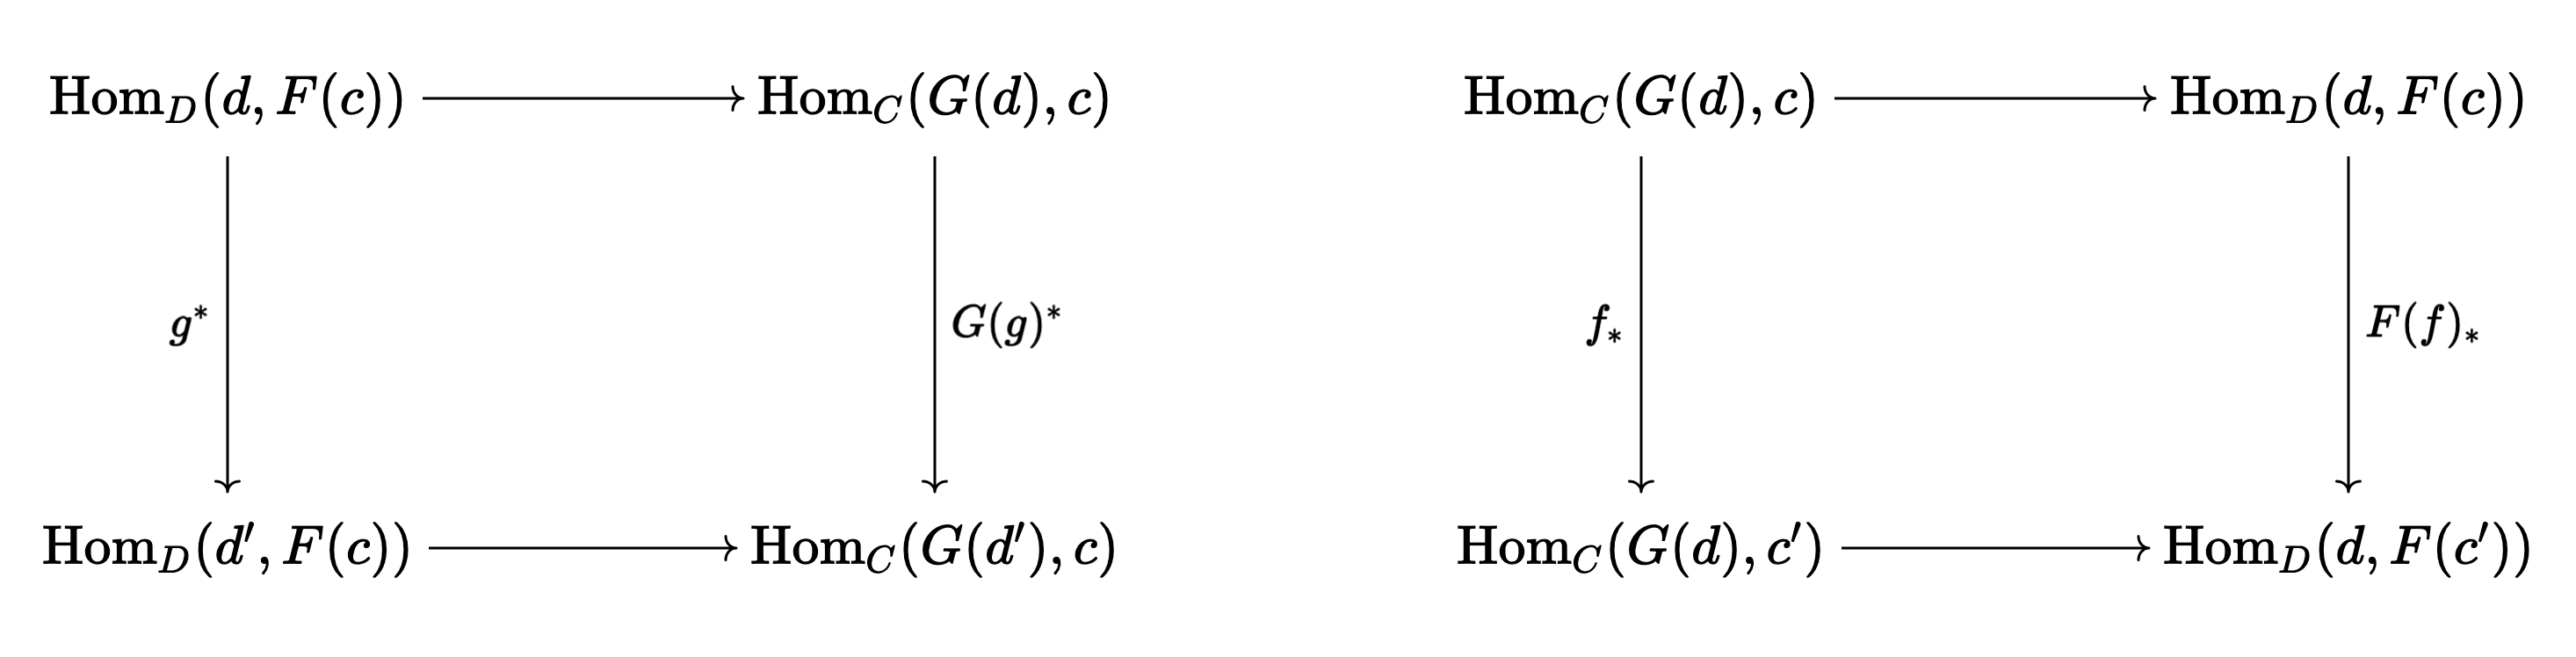 Hom_D(d, F(c)) Hom_C(G(d), c) Hom_C(G(d), c) Hom_D(d, F(c))
g* G(g)* f_* F(f)_*
Hom_D(d′, F(c)) Hom_C(G(d′), c) Hom_C(G(d), c′) Hom_D(d, F(c′))